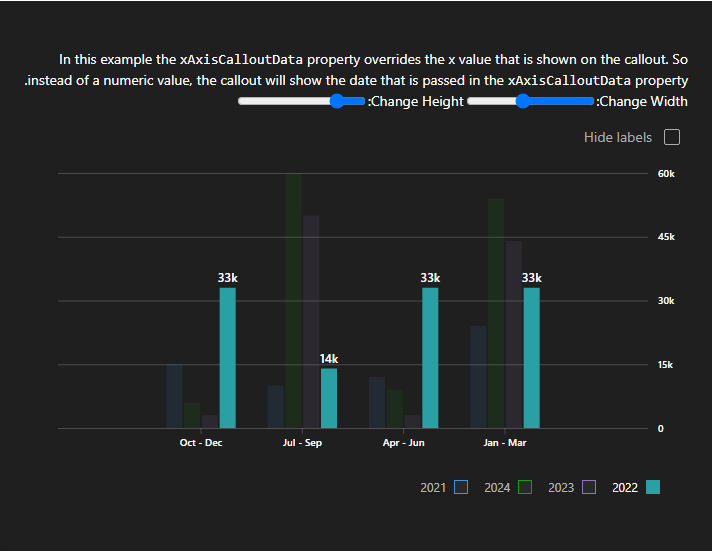 In this example the xAxisCalloutData property overrides the x value that is shown on the callout. So
.instead of a numeric value, the callout will show the date that is passed in the xAxisCalloutData property
:Change Height :Change Width
Hide labels
60k
45k
30k
15k
0
33k
14k
33k
33k
Oct - Dec Jul - Sep Apr - Jun Jan - Mar
2021 2024 2023 2022